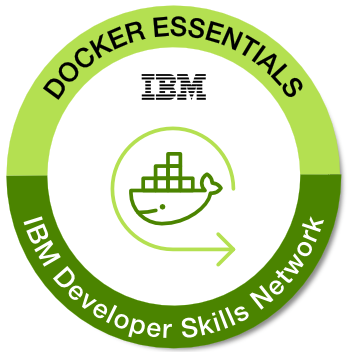 DOCKER ESSENTIALS
IBM
IBM Developer Skills Network